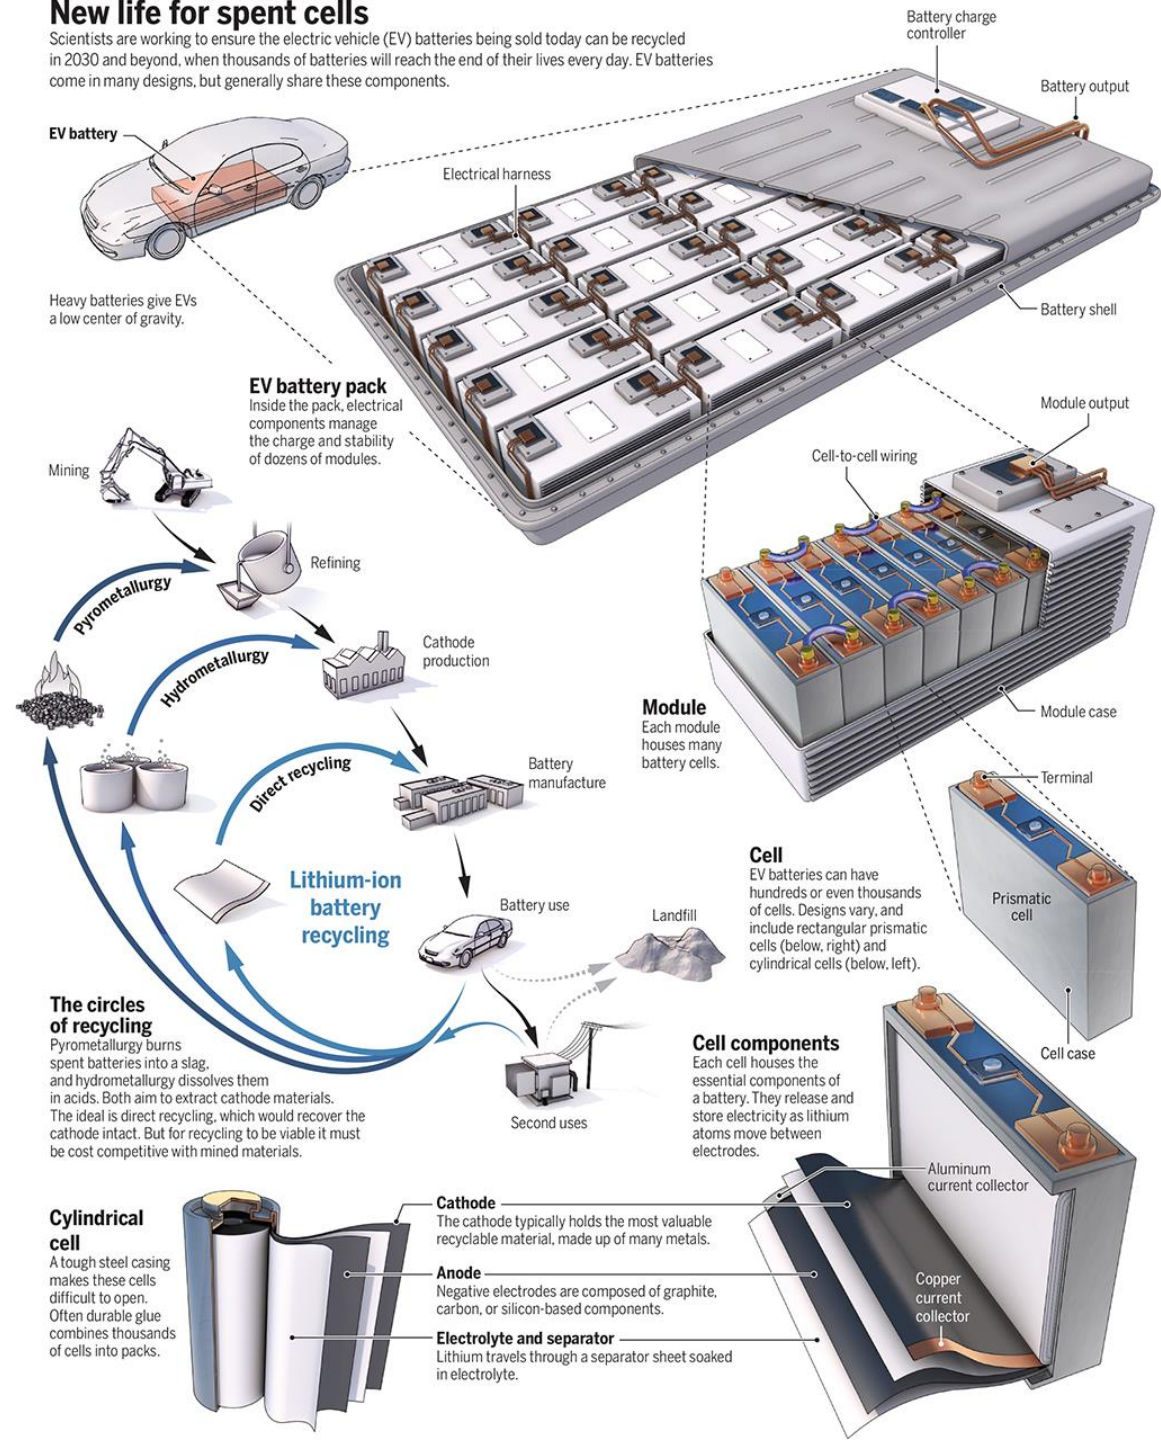 New life for spent cells
Scientists are working to ensure the electric vehicle (EV) batteries being sold today can be recycled
in 2030 and beyond, when thousands of batteries will reach the end of their lives every day. EV batteries
come in many designs, but generally share these components.
Battery charge
controller
Battery output
EV battery
Electrical harness
Heavy batteries give EVs
a low center of gravity.
Battery shell
EV battery pack
Inside the pack, electrical
components manage
the charge and stability
of dozens of modules.
Module output
Cell-to-cell wiring
Mining
Refining
Pyrometallurgy
Cathode
production
Hydrometallurgy
Module
Each module
houses many
battery cells.
Module case
Battery
manufacture
Direct recycling
Terminal
Lithium-ion
battery
recycling
Battery use
Landfill
Cell
EV batteries can have
hundreds or even thousands
of cells. Designs vary, and
include rectangular prismatic
cells (below, right) and
cylindrical cells (below, left).
Prismatic
cell
Cell case
The circles
of recycling
Pyrometallurgy burns
spent batteries into a slag,
and hydrometallurgy dissolves them
in acids. Both aim to extract cathode materials.
The ideal is direct recycling, which would recover the
cathode intact. But for recycling to be viable it must
be cost competitive with mined materials.
Second uses
Cell components
Each cell houses the
essential components of
a battery. They release and
store electricity as lithium
atoms move between
electrodes.
Aluminum
current collector
Cylindrical
cell
A tough steel casing
makes these cells
difficult to open.
Often durable glue
combines thousands
of cells into packs.
Cathode
The cathode typically holds the most valuable
recyclable material, made up of many metals.
Anode
Negative electrodes are composed of graphite,
carbon, or silicon-based components.
Electrolyte and separator
Lithium travels through a separator sheet soaked
in electrolyte.
Copper
current
collector